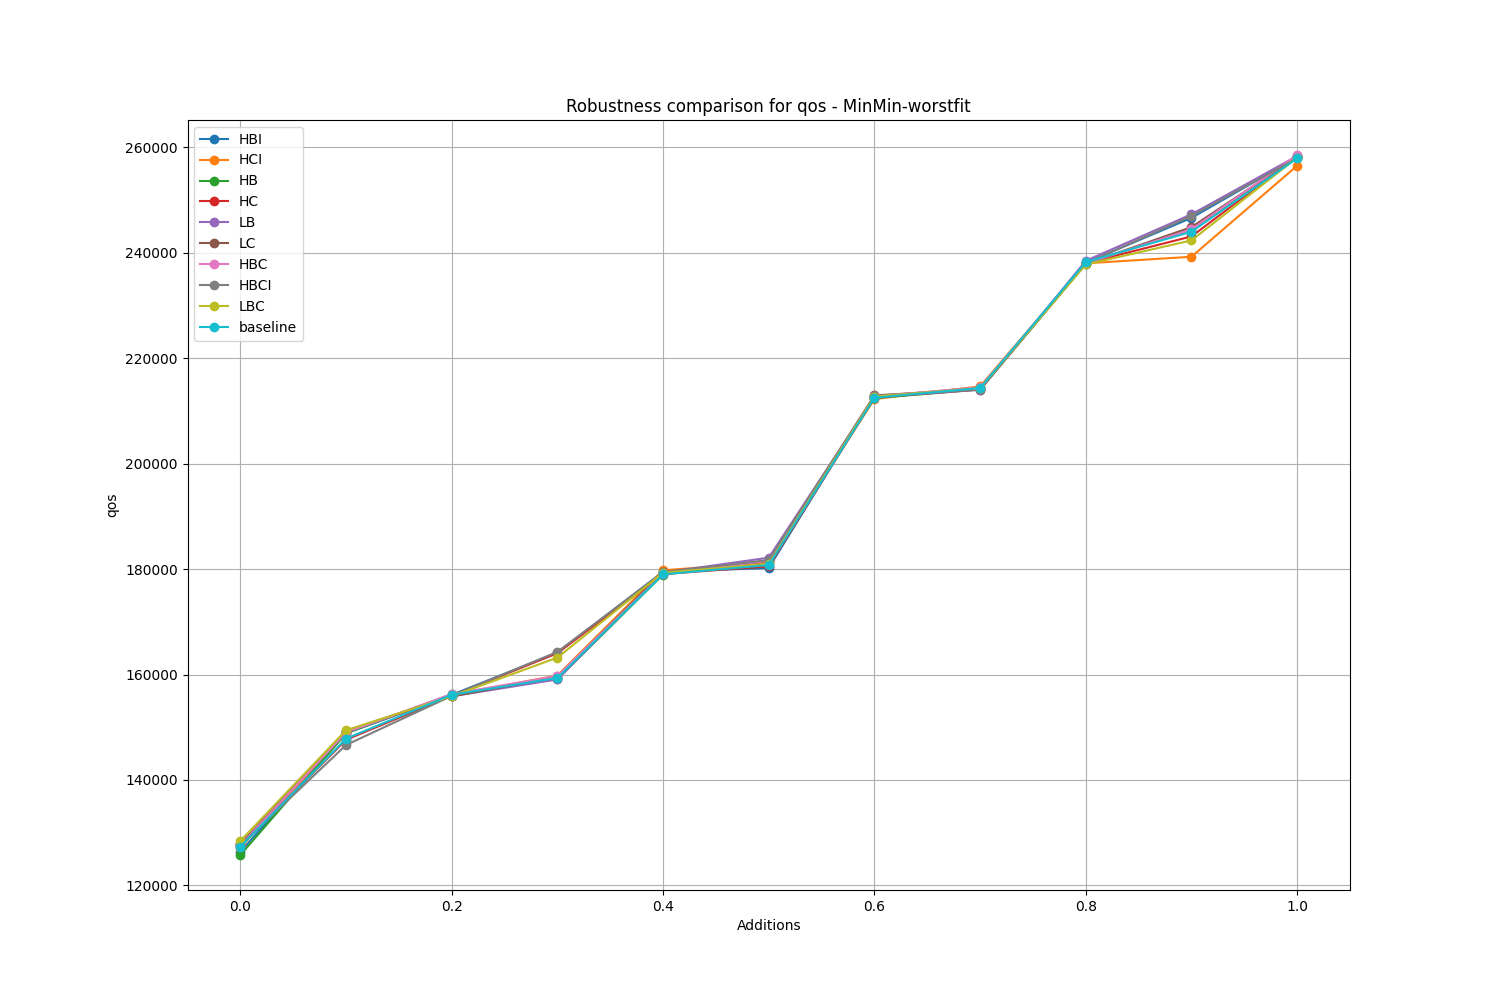 Robustness comparison for qos - MinMin-worstfit
HBI
HCI
HB
HC
LB
LC
HBC
HBCI
LBC
baseline
260000
240000
220000
200000
180000
160000
140000
120000
qos
0.0 0.2 0.4 0.6 0.8 1.0
Additions